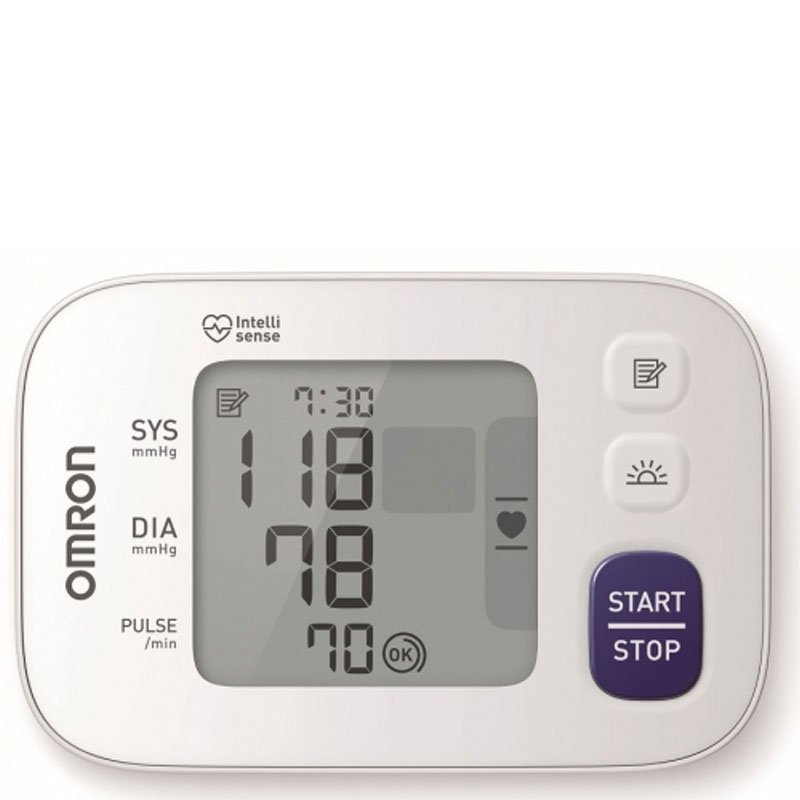 Intelli
sense
7:30
SYS
mmHg
118
OMRON
DIA
mmHg
78
PULSE
/min
70
OK
START
STOP